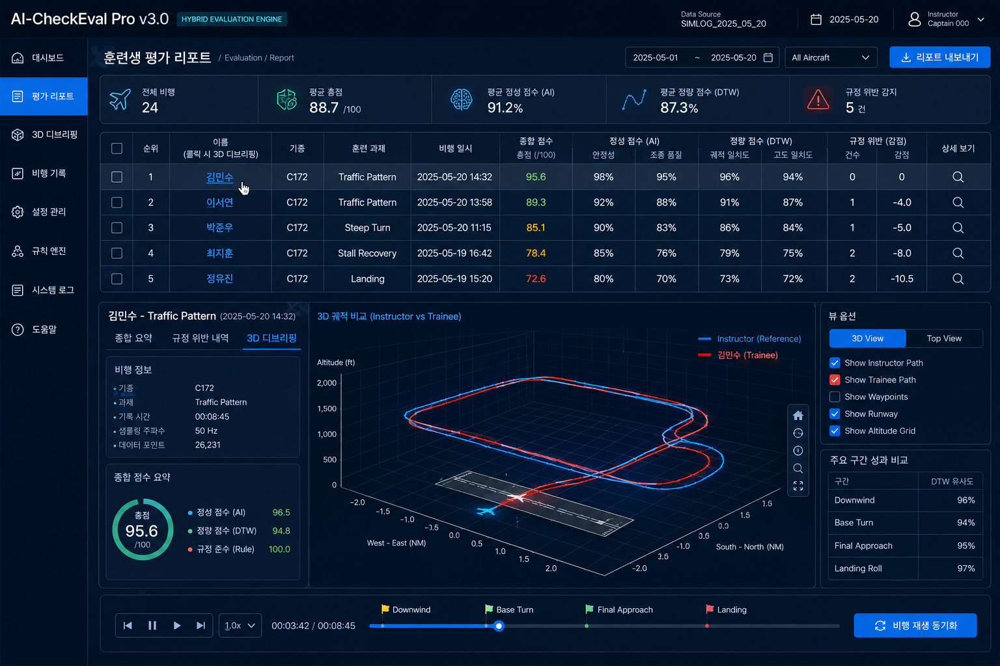 AI-CheckEval Pro v3.0
HYBRID EVALUATION ENGINE
Data Source
SIMLOG_2025_05_20
2025-05-20
Instructor
Captain 000
대시보드
평가 리포트
3D 디브리핑
비행 기록
설정 관리
규칙 엔진
시스템 로그
도움말
훈련생 평가 리포트 / Evaluation / Report
2025-05-01 ~ 2025-05-20
All Aircraft
리포트 내보내기
전체 비행
24
평균 총점
88.7 /100
평균 정성 점수 (AI)
91.2%
평균 정량 점수 (DTW)
87.3%
규정 위반 감지
5 건
순위
이름
(클릭 시 3D 디브리핑)
기종
훈련 과제
비행 일시
종합 점수
총점 (/100)
정성 점수 (AI)
안정성 조종 품질
정량 점수 (DTW)
궤적 일치도 고도 일치도
규정 위반 (감점)
건수 감점
상세 보기
1 김민수 C172 Traffic Pattern 2025-05-20 14:32 95.6 98% 95% 96% 94% 0 0
2 이서연 C172 Traffic Pattern 2025-05-20 13:58 89.3 92% 88% 91% 87% 1 -4.0
3 박준우 C172 Steep Turn 2025-05-20 11:15 85.1 90% 83% 86% 84% 1 -5.0
4 최지훈 C172 Stall Recovery 2025-05-19 16:42 78.4 85% 76% 79% 75% 2 -8.0
5 정유진 C172 Landing 2025-05-19 15:20 72.6 80% 70% 73% 72% 2 -10.5
김민수 - Traffic Pattern (2025-05-20 14:32)
종합 요약 규정 위반 내역 3D 디브리핑
비행 정보
기종 C172
과제 Traffic Pattern
기록 시간 00:08:45
샘플링 주파수 50 Hz
데이터 포인트 26,231
종합 점수 요약
총점
95.6
/100
정성 점수 (AI) 96.5
정량 점수 (DTW) 94.8
규정 준수 (Rule) 100.0
3D 궤적 비교 (Instructor vs Trainee)
Instructor (Reference)
김민수 (Trainee)
Altitude (ft)
2,000
1,500
1,000
500
0
-2.0
-1.5
-1.0
-3.5
0.0
0.5
1.0
1.5
2.0
West - East (NM)
1.6
1.5
0.9
0.6
-1.0
2.6
-2.0
South - North (NM)
뷰 옵션
3D View Top View
Show Instructor Path
Show Trainee Path
Show Waypoints
Show Runway
Show Altitude Grid
주요 구간 성과 비교
구간 DTW 유사도
Downwind 96%
Base Turn 94%
Final Approach 95%
Landing Roll 97%
Downwind
Base Turn
Final Approach
Landing
1.0x
00:03:42 / 00:08:45
비행 재생 동기화